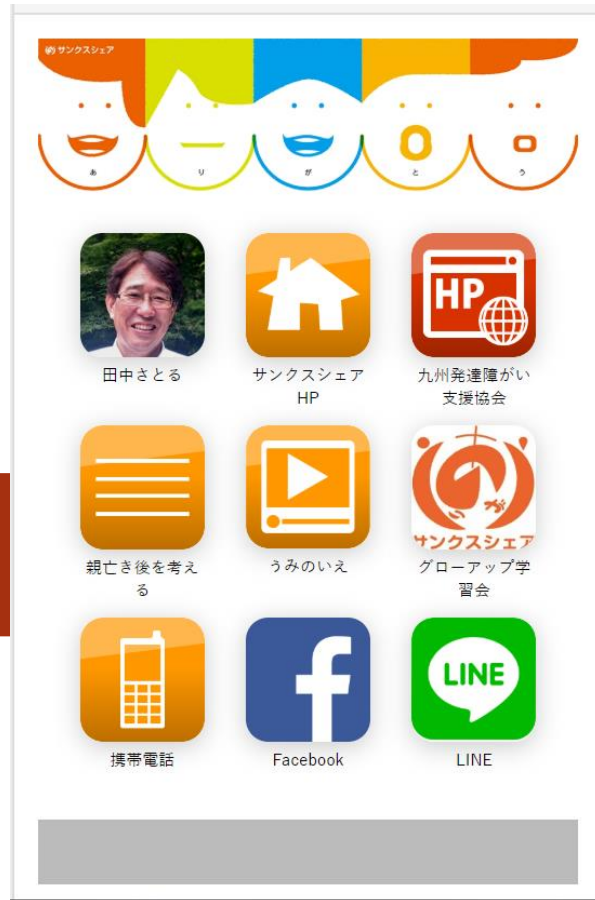 サンクスシェア
あ り が と う
田中さとる
サンクスシェア
HP
HP
九州発達障がい
支援協会
親亡き後を考え
る
うみのいえ
サンクスシェア
グローアップ学
習会
携帯電話
Facebook
LINE
LINE